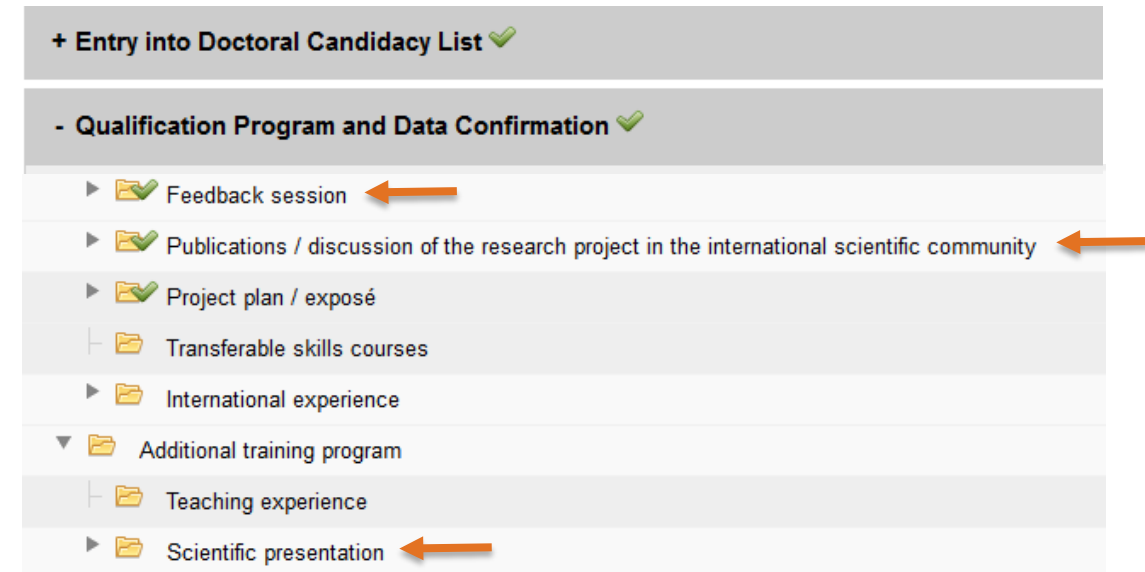 + Entry into Doctoral Candidacy List
- Qualification Program and Data Confirmation
Feedback session
Publications / discussion of the research project in the international scientific community
Project plan / exposé
Transferable skills courses
International experience
Additional training program
Teaching experience
Scientific presentation